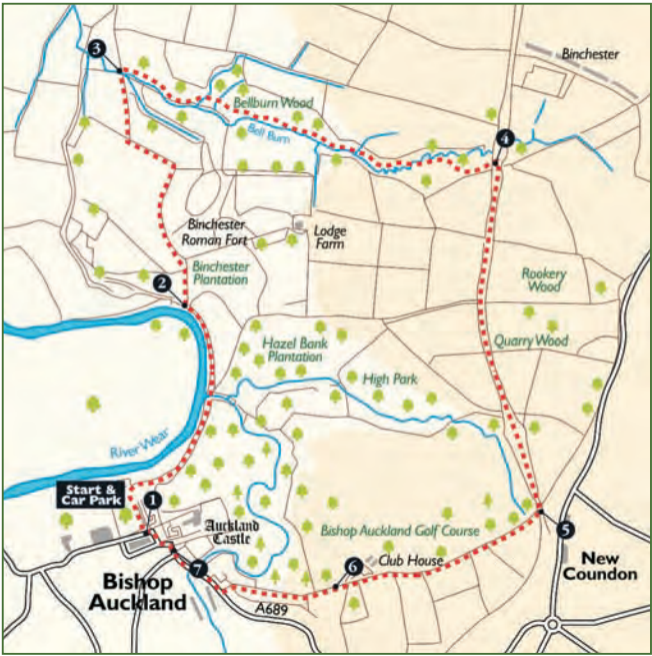 3
Binchester
Bellburn Wood
Bell Burn
4
Binchester
Roman Fort
Lodge
Farm
Binchester
Plantation
2
Rookery
Wood
Hazel Bank
Plantation
Quarry Wood
High Park
River Wear
Start &
Car Park
1
Auckland
Castle
Bishop Auckland Golf Course
5
6
Club House
New
Coundon
7
Bishop
Auckland
A689